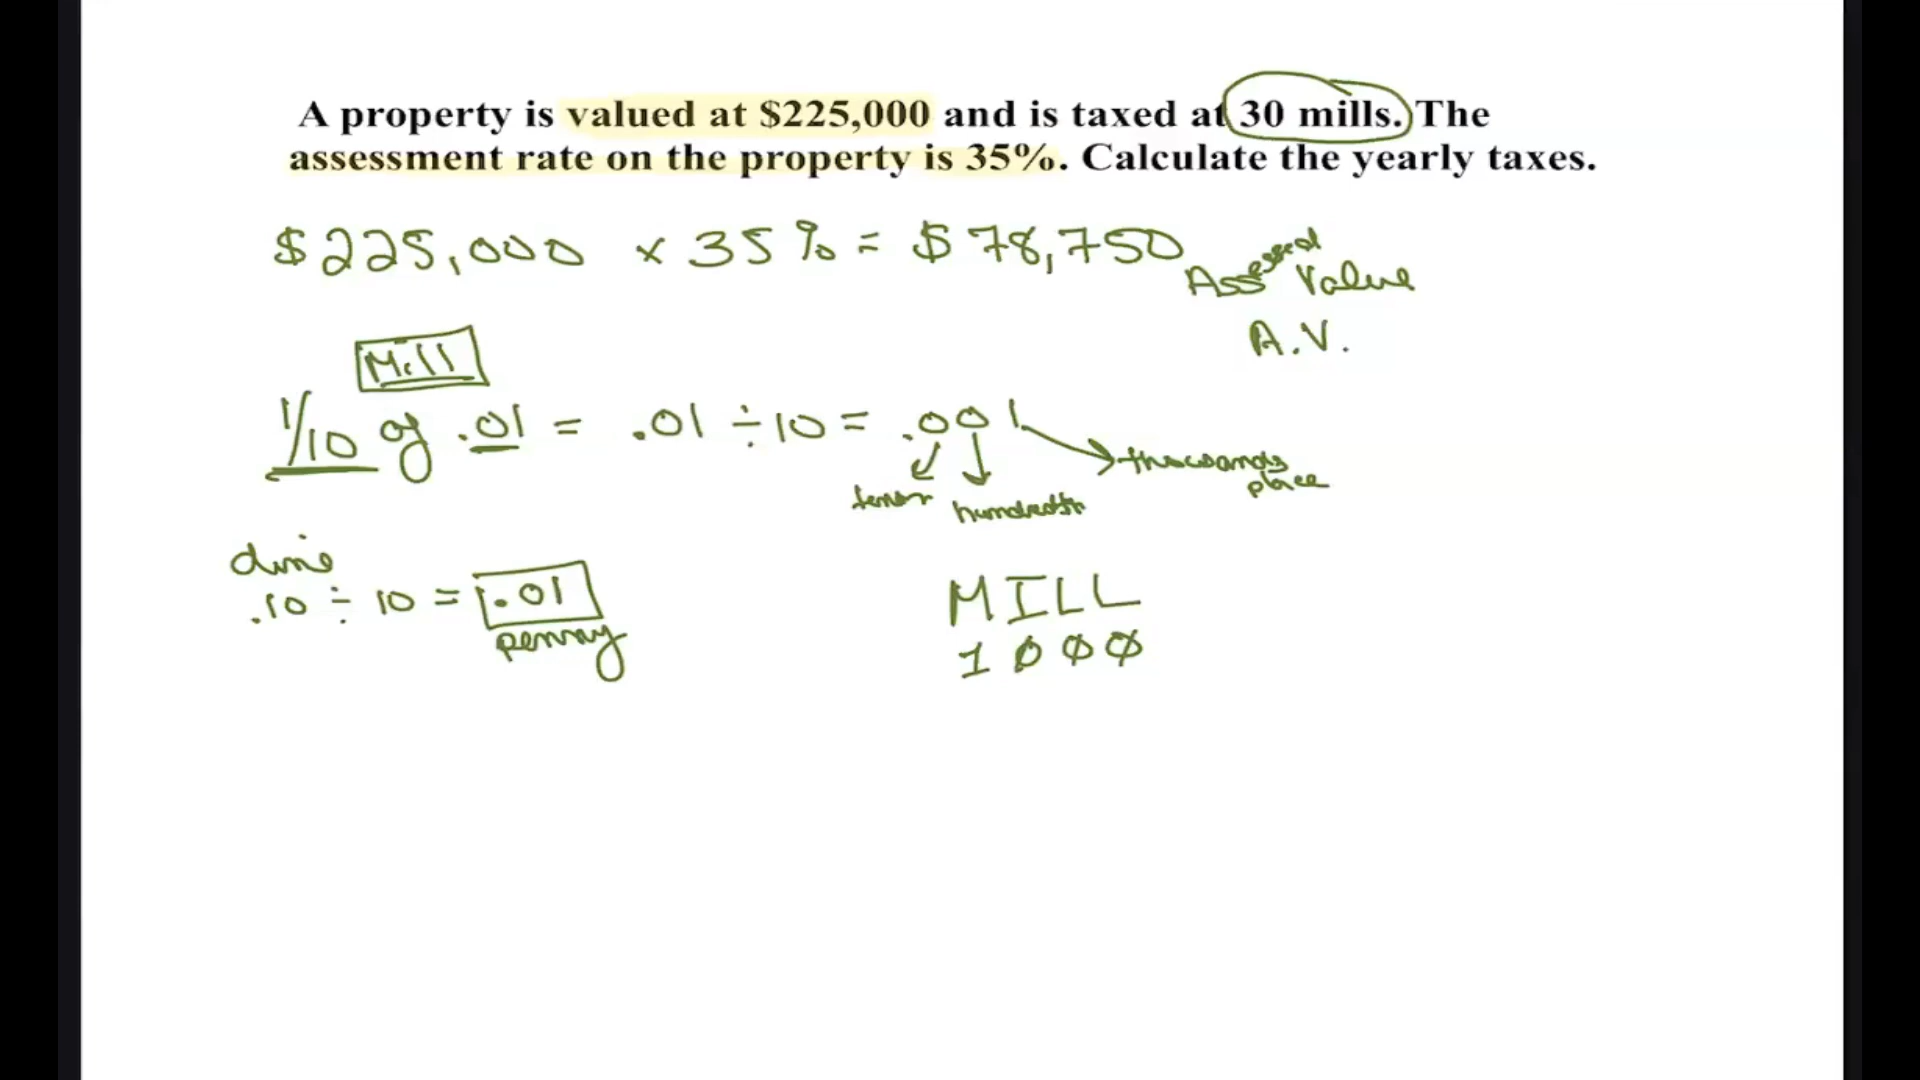 A property is valued at $225,000 and is taxed at 30 mills. The
assessment rate on the property is 35%. Calculate the yearly taxes.
$225,000 x 35% = $78,750
Assessed Value
A.V.
Mill
1/10 of .01 = .01 ÷ 10 = .001
thousands
place
hundredth
dime
.10 ÷ 10 = .01
penny
MILL
1000